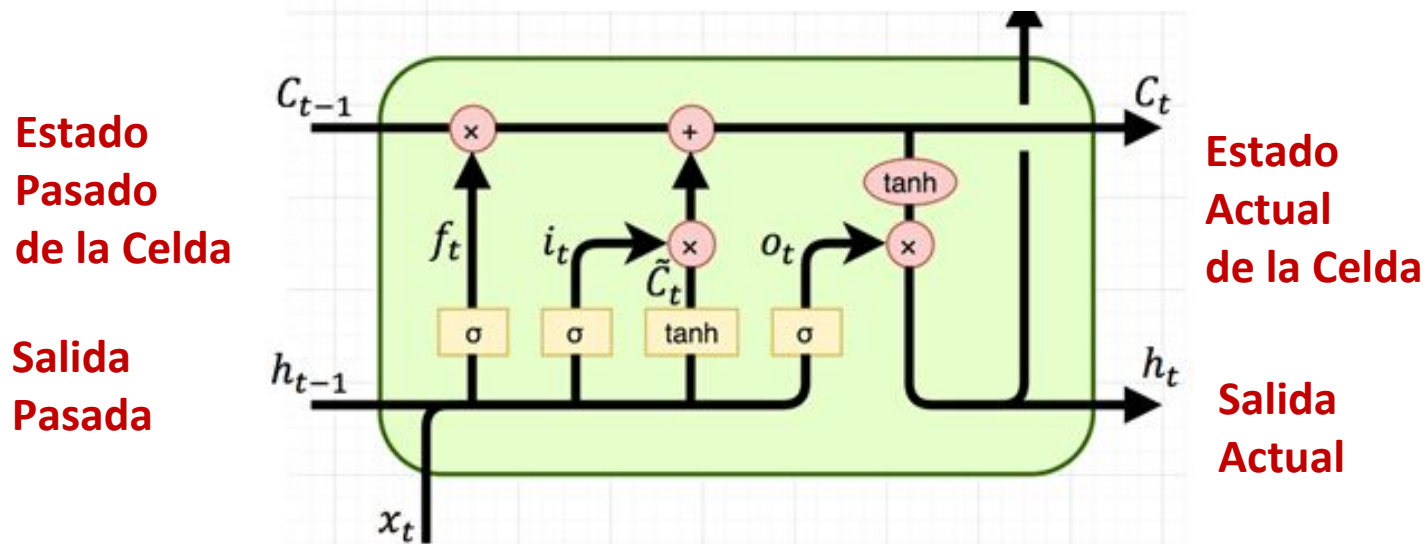 C_{t-1}
C_t
Estado
Pasado
de la Celda
× +
tanh
Estado
Actual
de la Celda
f_t i_t × o_t ×
C̃_t
σ σ tanh σ
Salida
Pasada
h_{t-1}
h_t
Salida
Actual
x_t